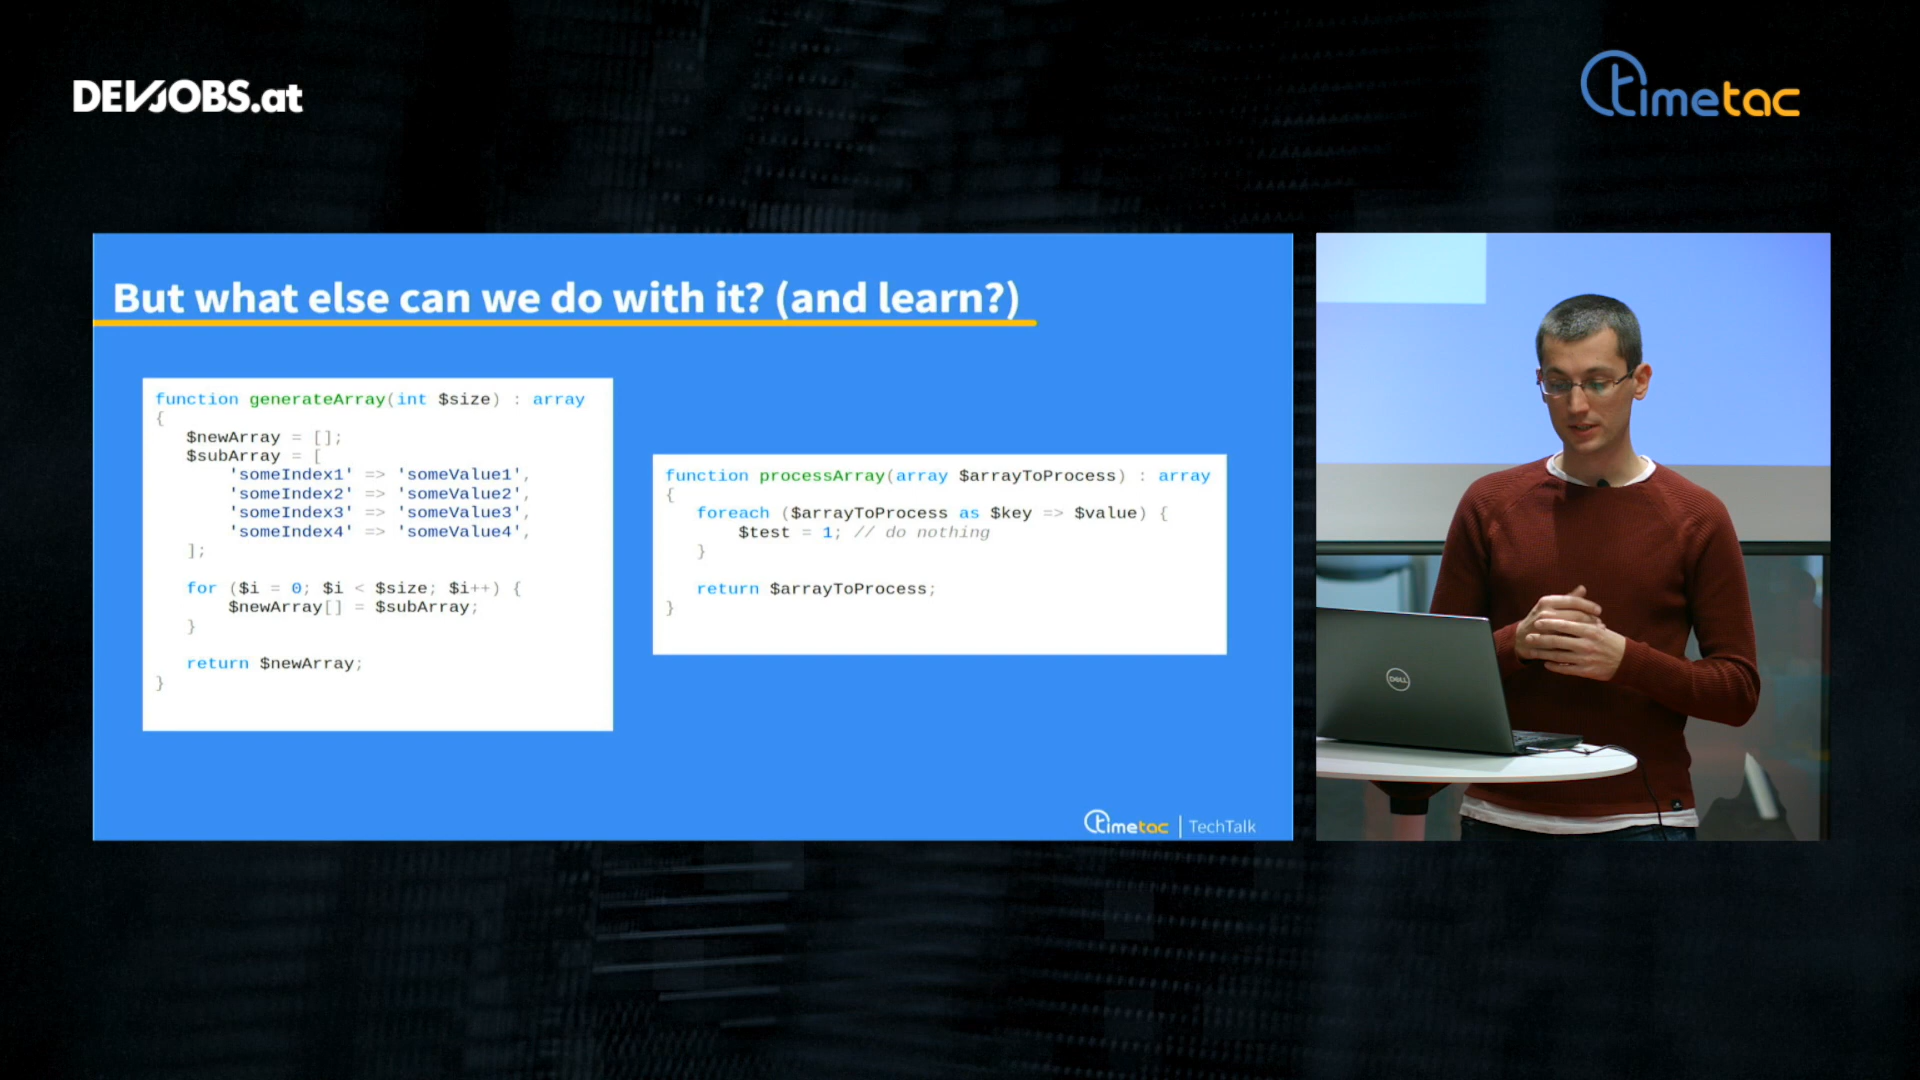 DEVJOBS.at
timetac
But what else can we do with it? (and learn?)
function generateArray(int $size) : array
{
    $newArray = [];
    $subArray = [
        'someIndex1' => 'someValue1',
        'someIndex2' => 'someValue2',
        'someIndex3' => 'someValue3',
        'someIndex4' => 'someValue4',
    ];
    for ($i = 0; $i < $size; $i++) {
        $newArray[] = $subArray;
    }
    return $newArray;
}
function processArray(array $arrayToProcess) : array
{
    foreach ($arrayToProcess as $key => $value) {
        $test = 1; // do nothing
    }
    return $arrayToProcess;
}
DELL
timetac | TechTalk